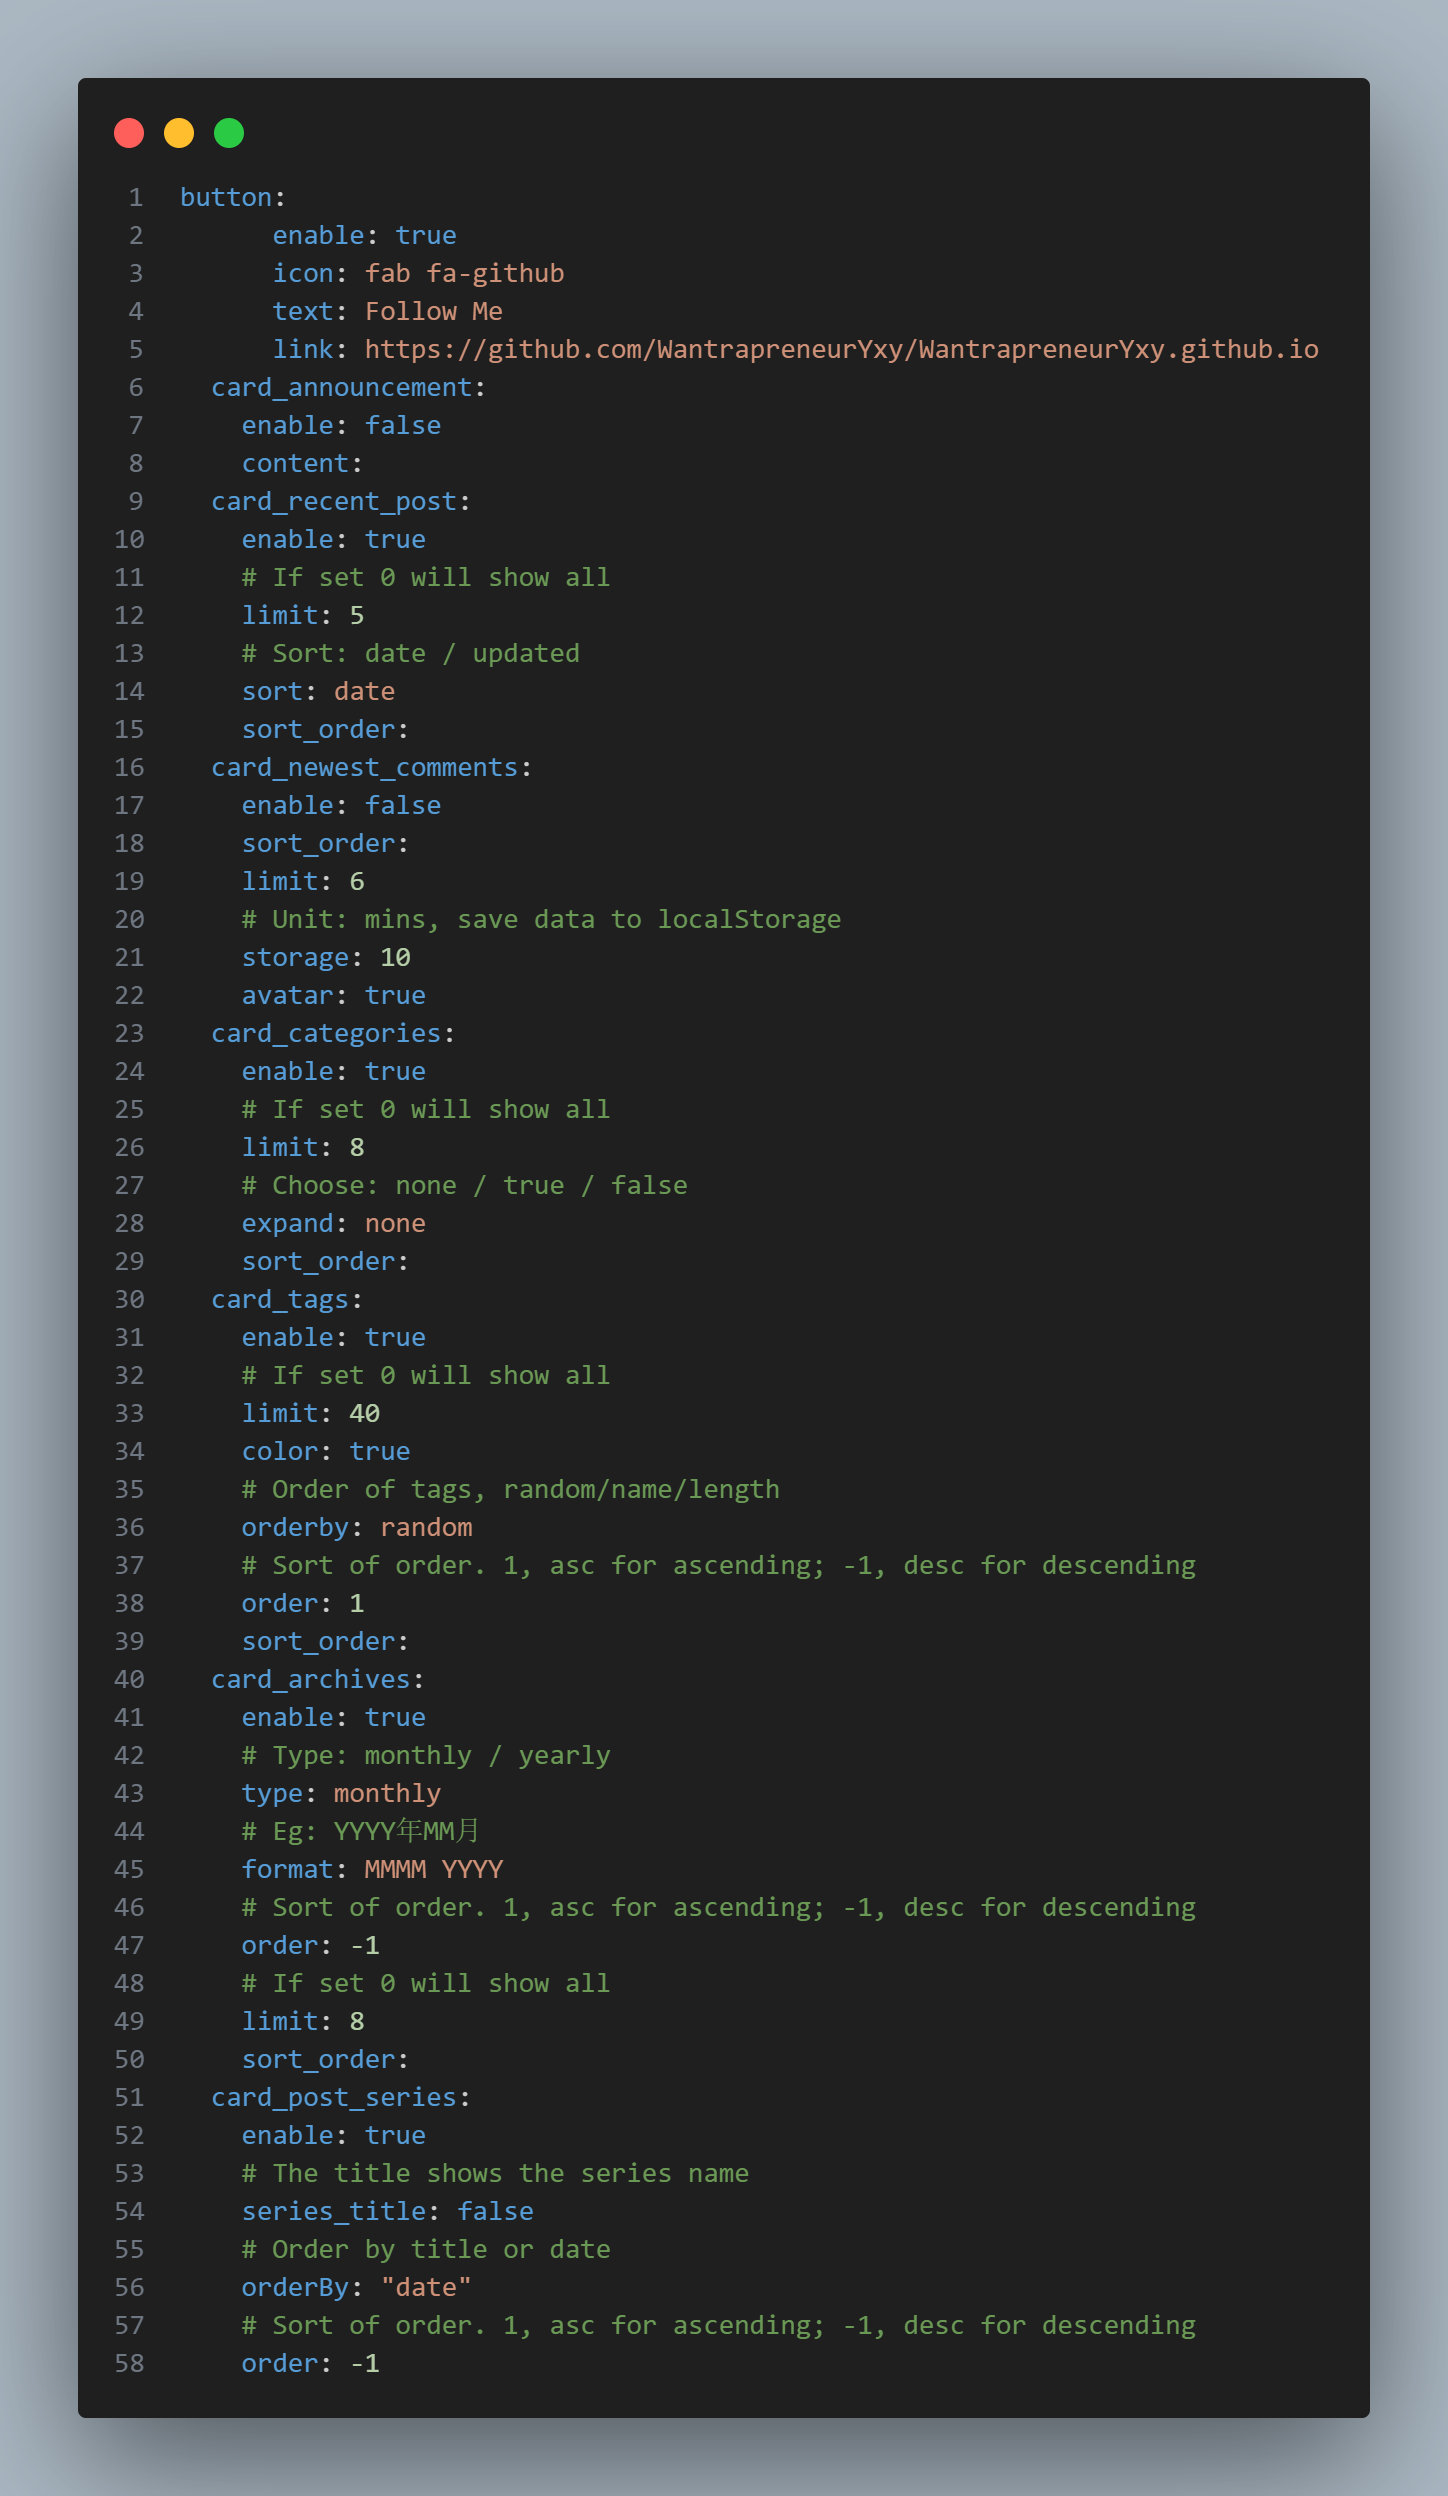 1 button:
2       enable: true
3       icon: fab fa-github
4       text: Follow Me
5       link: https://github.com/WantrapreneurYxy/WantrapreneurYxy.github.io
6   card_announcement:
7     enable: false
8     content:
9   card_recent_post:
10     enable: true
11     # If set 0 will show all
12     limit: 5
13     # Sort: date / updated
14     sort: date
15     sort_order:
16   card_newest_comments:
17     enable: false
18     sort_order:
19     limit: 6
20     # Unit: mins, save data to localStorage
21     storage: 10
22     avatar: true
23   card_categories:
24     enable: true
25     # If set 0 will show all
26     limit: 8
27     # Choose: none / true / false
28     expand: none
29     sort_order:
30   card_tags:
31     enable: true
32     # If set 0 will show all
33     limit: 40
34     color: true
35     # Order of tags, random/name/length
36     orderby: random
37     # Sort of order. 1, asc for ascending; -1, desc for descending
38     order: 1
39     sort_order:
40   card_archives:
41     enable: true
42     # Type: monthly / yearly
43     type: monthly
44     # Eg: YYYY年MM月
45     format: MMMM YYYY
46     # Sort of order. 1, asc for ascending; -1, desc for descending
47     order: -1
48     # If set 0 will show all
49     limit: 8
50     sort_order:
51   card_post_series:
52     enable: true
53     # The title shows the series name
54     series_title: false
55     # Order by title or date
56     orderBy: "date"
57     # Sort of order. 1, asc for ascending; -1, desc for descending
58     order: -1